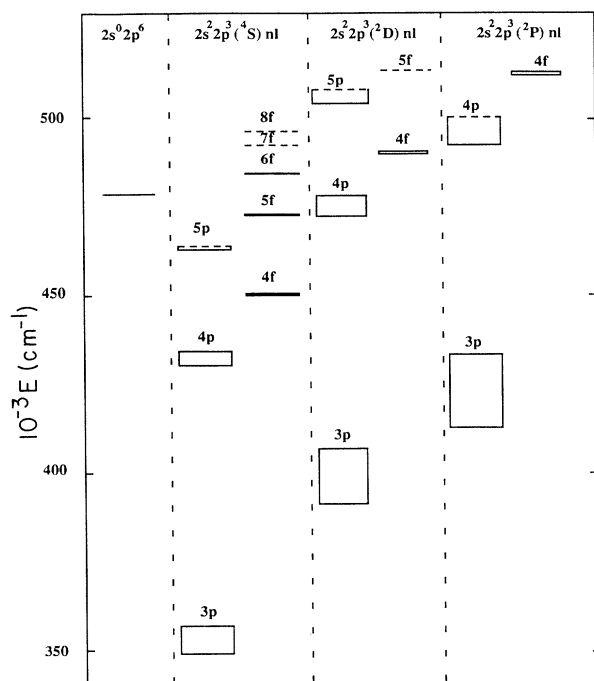 2s⁰2p⁶
2s²2p³(⁴S) nl
2s²2p³(²D) nl
2s²2p³(²P) nl
5f
4f
5p
4p
500
8f
7f
6f
4f
4p
5f
5p
4f
450
4p
3p
3p
400
3p
350
10⁻³E (cm⁻¹)